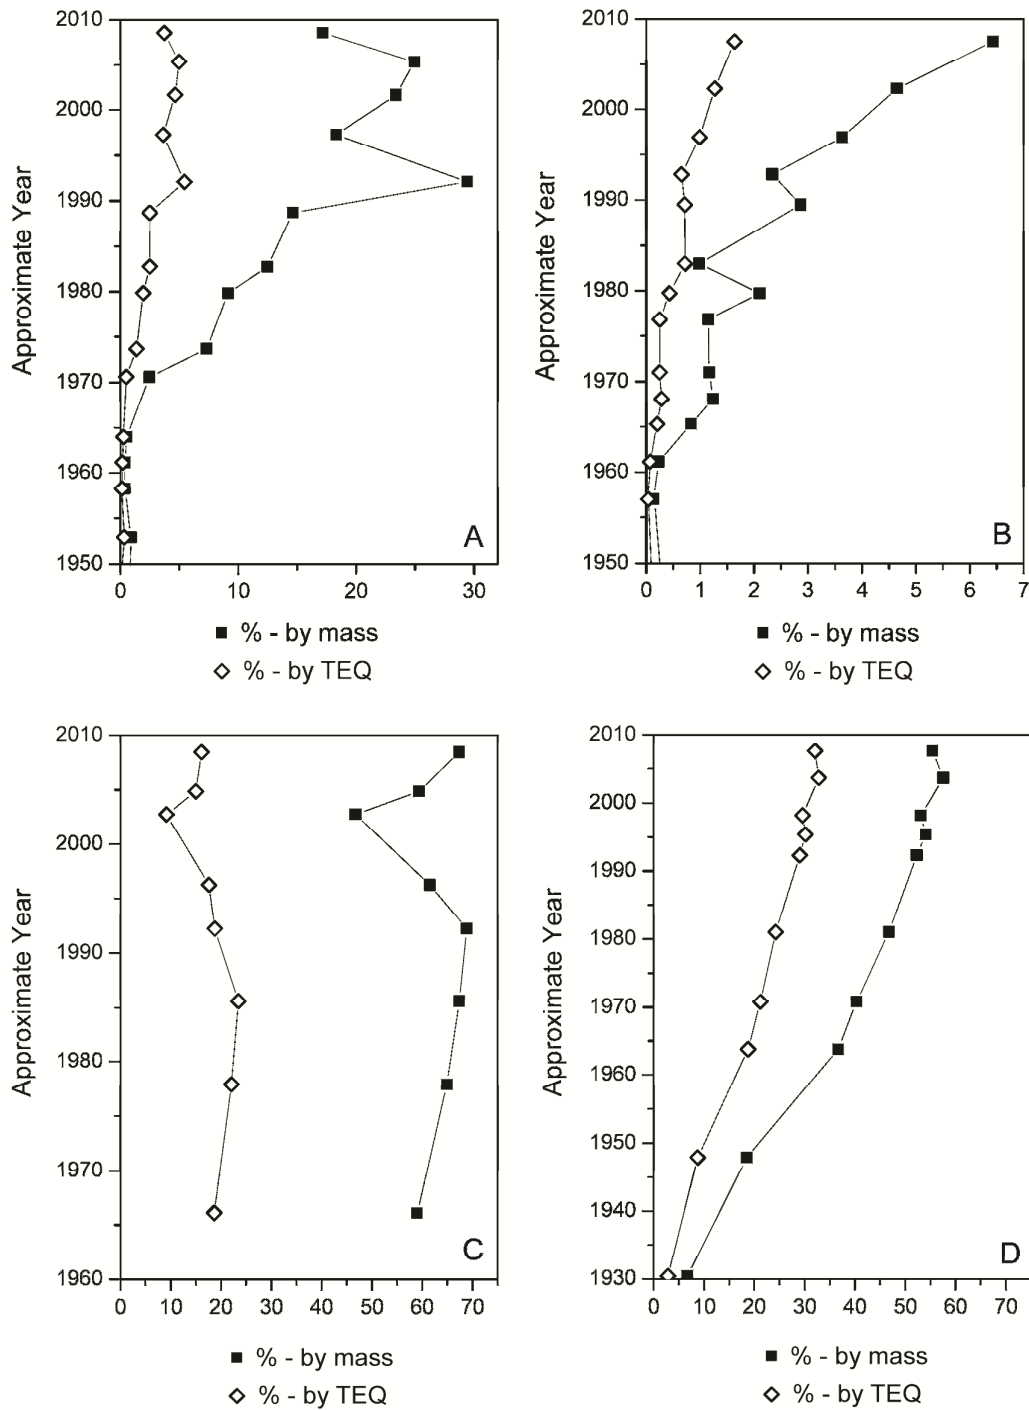 2010
2000
1990
1980
1970
1960
1950
Approximate Year
A
0 10 20 30
% - by mass
% - by TEQ
2010
2000
1990
1980
1970
1960
1950
Approximate Year
B
0 1 2 3 4 5 6 7
% - by mass
% - by TEQ
2010
2000
1990
1980
1970
1960
Approximate Year
C
0 10 20 30 40 50 60 70
% - by mass
% - by TEQ
2010
2000
1990
1980
1970
1960
1950
1940
1930
Approximate Year
D
0 10 20 30 40 50 60 70
% - by mass
% - by TEQ